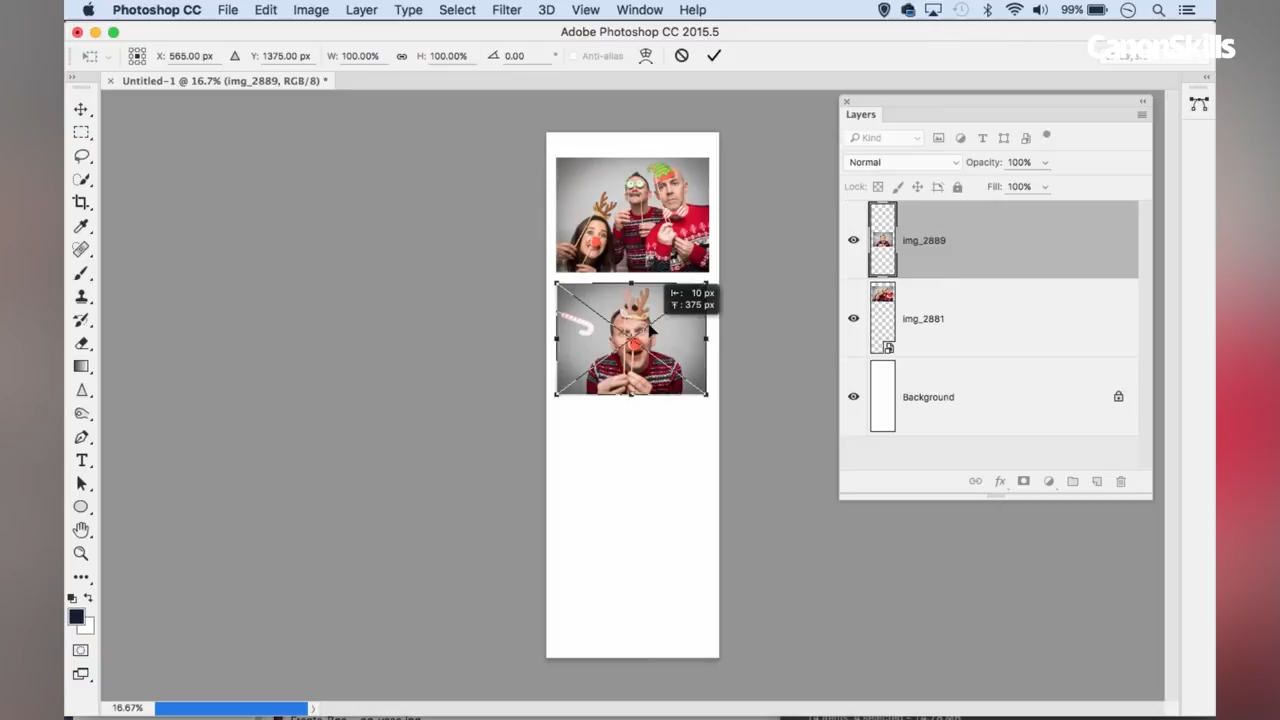 Photoshop CC File Edit Image Layer Type Select Filter 3D View Window Help 99%
Adobe Photoshop CC 2015.5
X: 565.00 px Y: 1375.00 px W: 100.00% H: 100.00% 0.00 ° Anti-alias
CanonSkills
Untitled-1 @ 16.7% (img_2889, RGB/8) *
Layers
Kind
Normal Opacity: 100%
Lock: Fill: 100%
img_2889
10 px
375 px
img_2881
Background
fx
16.67%